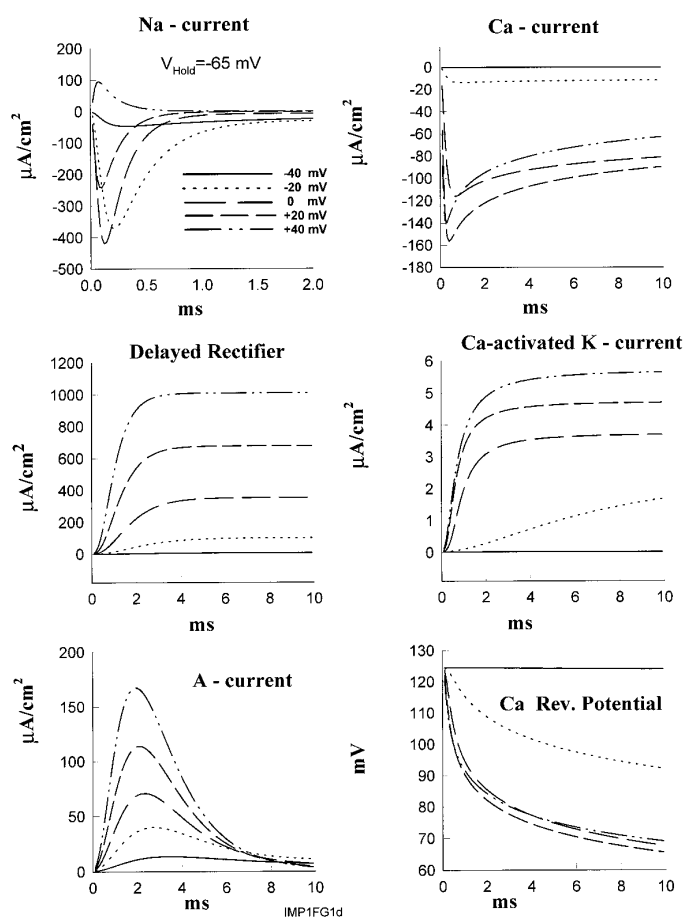 Na - current
V Hold =-65 mV
µA/cm2
200
100
0
-100
-200
-300
-400
-500
-40 mV
-20 mV
0 mV
+20 mV
+40 mV
0.0 0.5 1.0 1.5 2.0
ms
Ca - current
µA/cm2
0
-20
-40
-60
-80
-100
-120
-140
-160
-180
0 2 4 6 8 10
ms
Delayed Rectifier
µA/cm2
1200
1000
800
600
400
200
0
0 2 4 6 8 10
ms
Ca-activated K - current
µA/cm2
6
5
4
3
2
1
0
0 2 4 6 8 10
ms
A - current
µA/cm2
200
150
100
50
0
0 2 4 6 8 10
ms
IMP1FG1d
Ca Rev. Potential
mV
130
120
110
100
90
80
70
60
0 2 4 6 8 10
ms